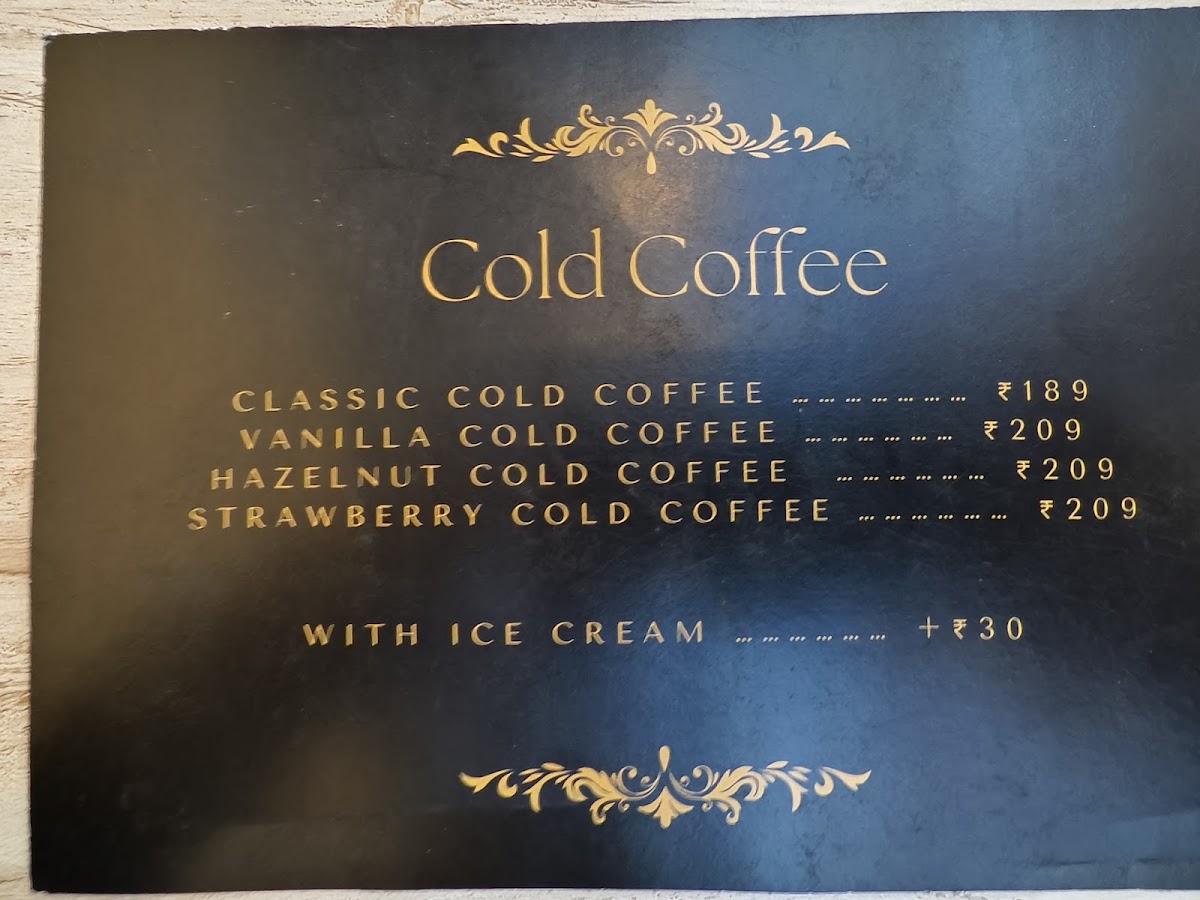 Cold Coffee
CLASSIC COLD COFFEE ... ... ... ... ... ... ... ₹189
VANILLA COLD COFFEE ... ... ... ... ... ... ₹209
HAZELNUT COLD COFFEE ... ... ... ... ... ... ₹209
STRAWBERRY COLD COFFEE ... ... ... ... ... ... ₹209
WITH ICE CREAM ... ... ... ... ... ... +₹30